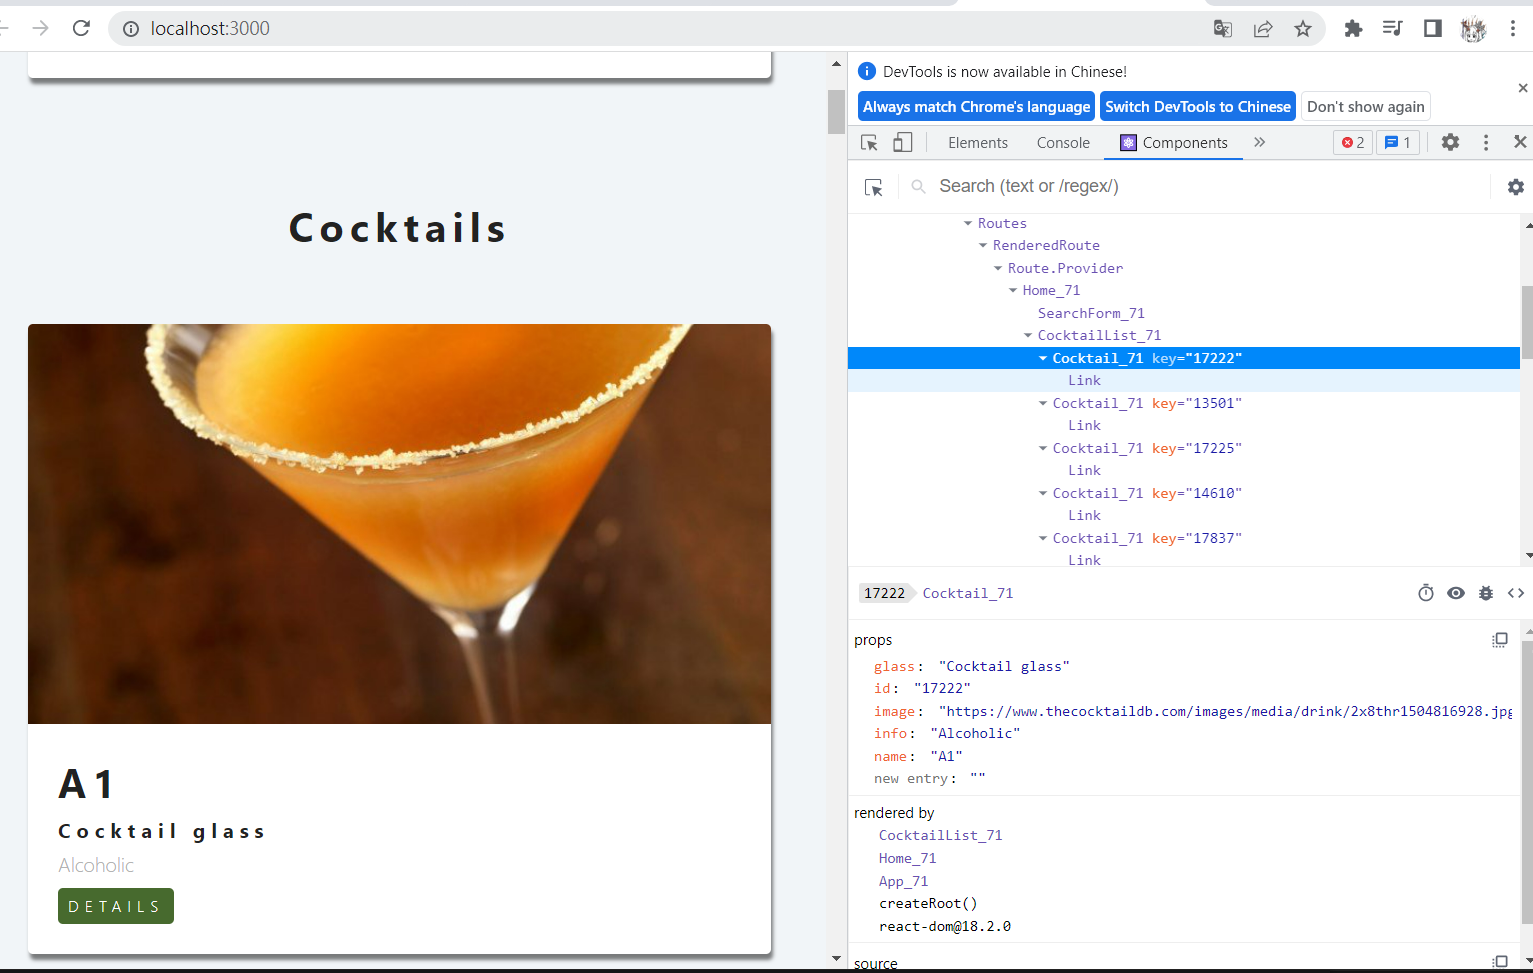 localhost:3000
DevTools is now available in Chinese!
Always match Chrome's language
Switch DevTools to Chinese
Don't show again
Elements
Console
Components
2
1
Search (text or /regex/)
Routes
RenderedRoute
Route.Provider
Home_71
SearchForm_71
CocktailList_71
Cocktail_71 key="17222"
Link
Cocktail_71 key="13501"
Link
Cocktail_71 key="17225"
Link
Cocktail_71 key="14610"
Link
Cocktail_71 key="17837"
Link
17222 Cocktail_71
props
glass: "Cocktail glass"
id: "17222"
image: "https://www.thecocktaildb.com/images/media/drink/2x8thr1504816928.jpg
info: "Alcoholic"
name: "A1"
new entry: ""
rendered by
CocktailList_71
Home_71
App_71
createRoot()
react-dom@18.2.0
source
Cocktails
A1
Cocktail glass
Alcoholic
DETAILS